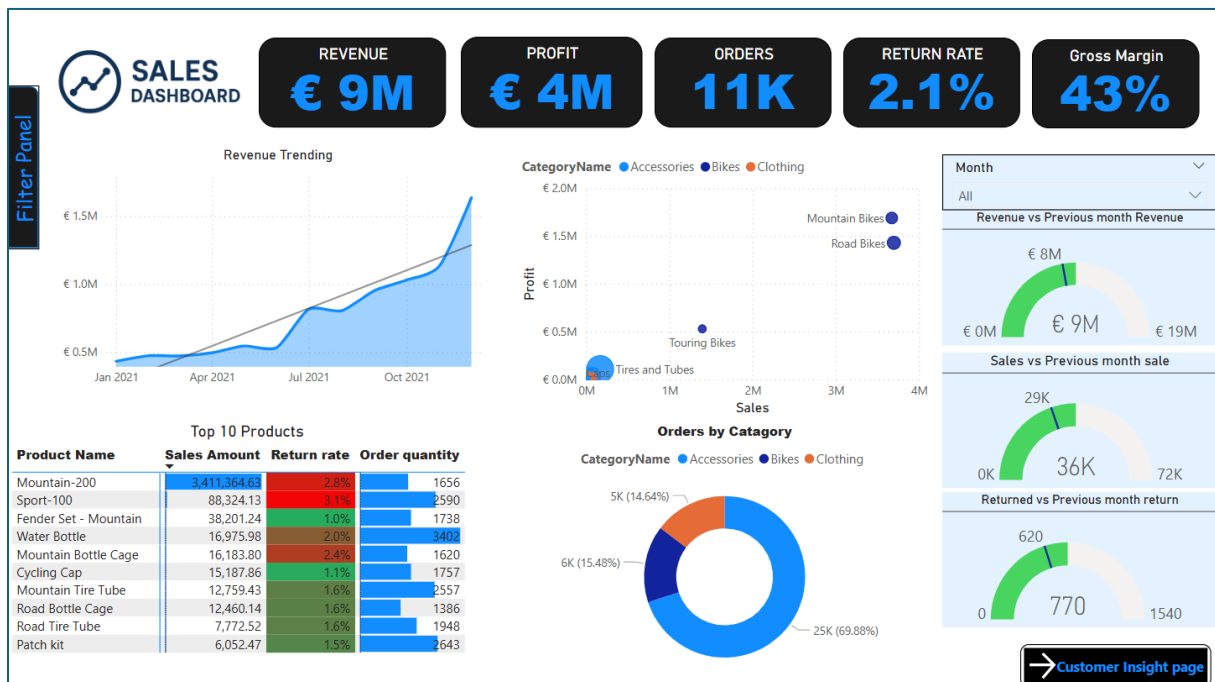 SALES
DASHBOARD
REVENUE
€ 9M
PROFIT
€ 4M
ORDERS
11K
RETURN RATE
2.1%
Gross Margin
43%
Filter Panel
Revenue Trending
€ 1.5M
€ 1.0M
€ 0.5M
Jan 2021 Apr 2021 Jul 2021 Oct 2021
CategoryName Accessories Bikes Clothing
Profit
€ 2.0M
€ 1.5M
€ 1.0M
€ 0.5M
€ 0.0M
Mountain Bikes
Road Bikes
Touring Bikes
Tires and Tubes
0M 1M 2M 3M 4M
Sales
Month
All
Revenue vs Previous month Revenue
€ 8M
€ 0M
€ 9M
€ 19M
Sales vs Previous month sale
29K
0K
36K
72K
Returned vs Previous month return
620
0
770
1540
Top 10 Products
Product Name Sales Amount Return rate Order quantity
Mountain-200 3,411,364.63 2.8% 1656
Sport-100 88,324.13 3.1% 2590
Fender Set - Mountain 38,201.24 1.0% 1738
Water Bottle 16,975.98 2.0% 3402
Mountain Bottle Cage 16,183.80 2.4% 1620
Cycling Cap 15,187.86 1.1% 1757
Mountain Tire Tube 12,759.43 1.6% 2557
Road Bottle Cage 12,460.14 1.6% 1386
Road Tire Tube 7,772.52 1.6% 1948
Patch kit 6,052.47 1.5% 2643
Orders by Catagory
CategoryName Accessories Bikes Clothing
5K (14.64%)
6K (15.48%)
25K (69.88%)
Customer Insight page